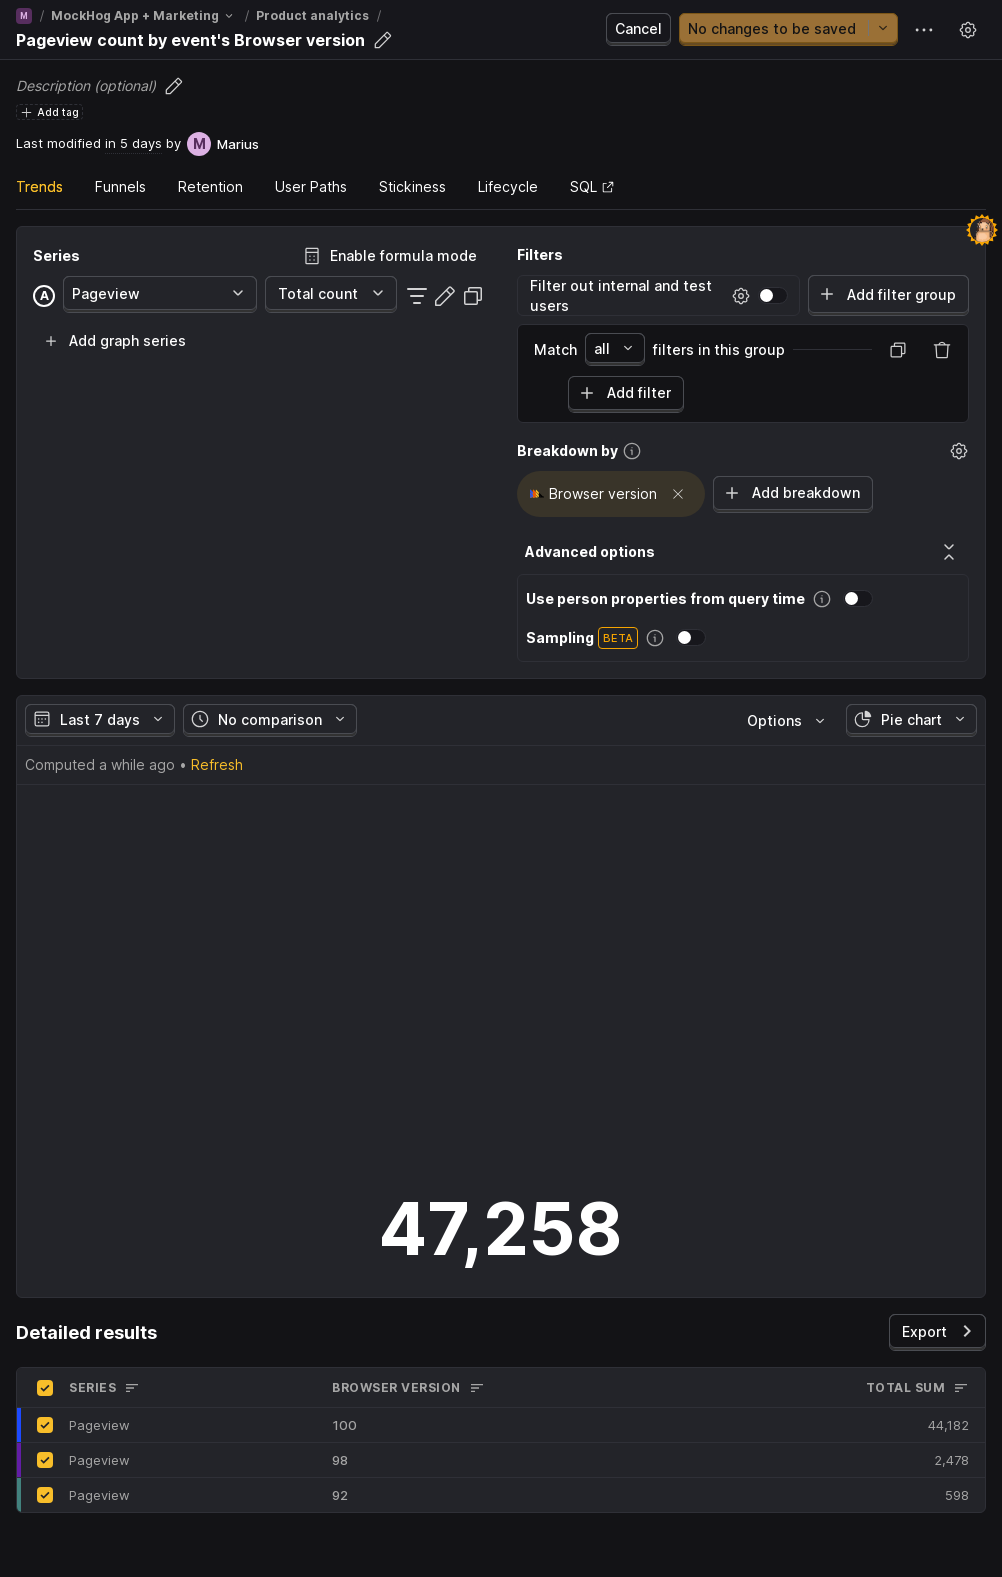 M / MockHog App + Marketing / Product analytics /
Pageview count by event's Browser version
Cancel
No changes to be saved
Description (optional)
Add tag
Last modified in 5 days by M Marius
Trends
Funnels
Retention
User Paths
Stickiness
Lifecycle
SQL
Series
Enable formula mode
A
Pageview
Total count
Add graph series
Filters
Filter out internal and test
users
Add filter group
Match all filters in this group
Add filter
Breakdown by
Browser version
Add breakdown
Advanced options
Use person properties from query time
Sampling BETA
Last 7 days
No comparison
Options
Pie chart
Computed a while ago • Refresh
47,258
Detailed results
Export
SERIES BROWSER VERSION TOTAL SUM
Pageview 100 44,182
Pageview 98 2,478
Pageview 92 598